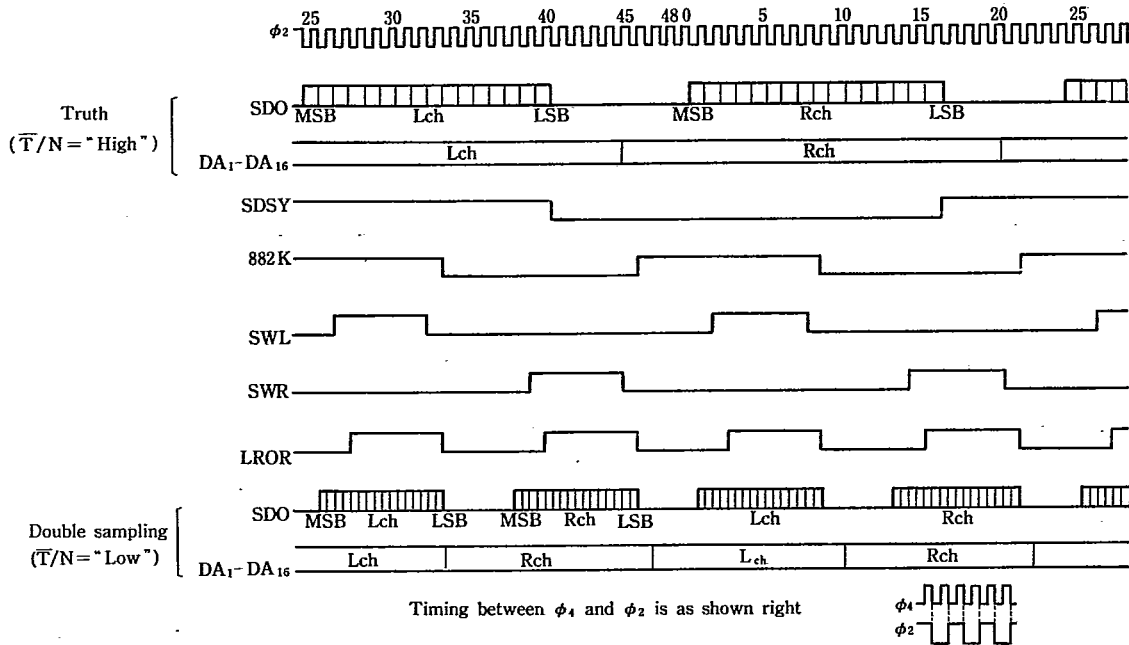 25 30 35 40 45 48 0 5 10 15 20 25
ϕ2
Truth
(T̅/N = “High”)
SDO
MSB Lch LSB MSB Rch LSB
DA1-DA16
Lch Rch
SDSY
882K
SWL
SWR
LROR
Double sampling
(T̅/N = “Low”)
SDO
MSB Lch LSB MSB Rch LSB Lch Rch
DA1-DA16
Lch Rch Lch Rch
Timing between ϕ4 and ϕ2 is as shown right
ϕ4
ϕ2